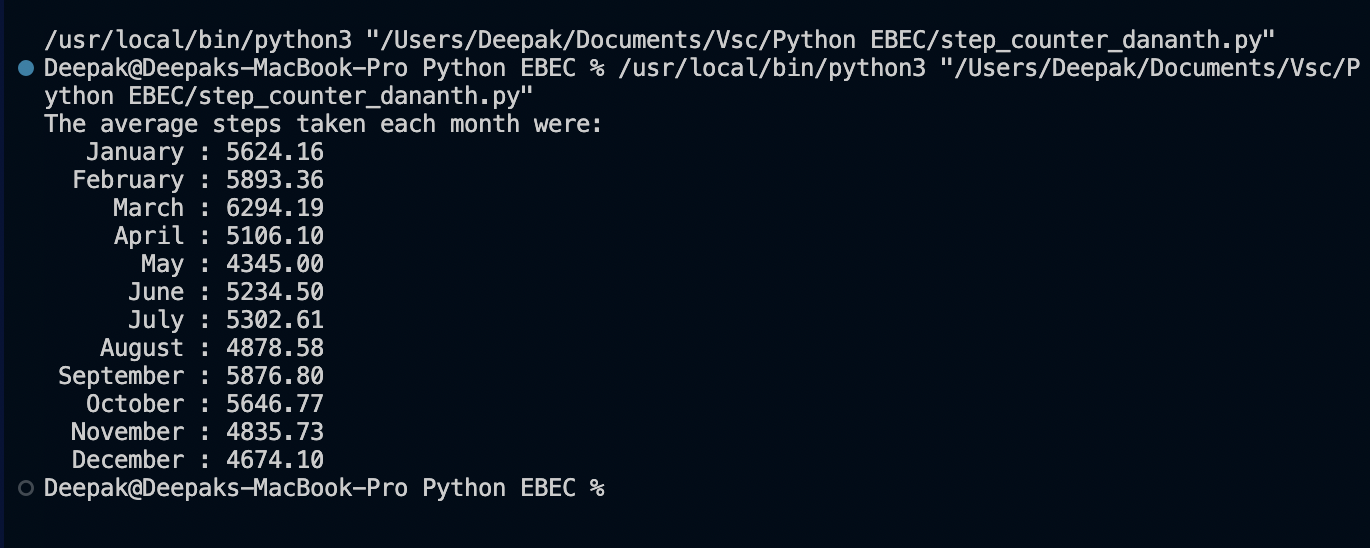 /usr/local/bin/python3 "/Users/Deepak/Documents/Vsc/Python EBEC/step_counter_dananth.py"
Deepak@Deepaks-MacBook-Pro Python EBEC % /usr/local/bin/python3 "/Users/Deepak/Documents/Vsc/P
ython EBEC/step_counter_dananth.py"
The average steps taken each month were:
   January : 5624.16
  February : 5893.36
     March : 6294.19
     April : 5106.10
       May : 4345.00
      June : 5234.50
      July : 5302.61
    August : 4878.58
 September : 5876.80
   October : 5646.77
  November : 4835.73
  December : 4674.10
Deepak@Deepaks-MacBook-Pro Python EBEC %